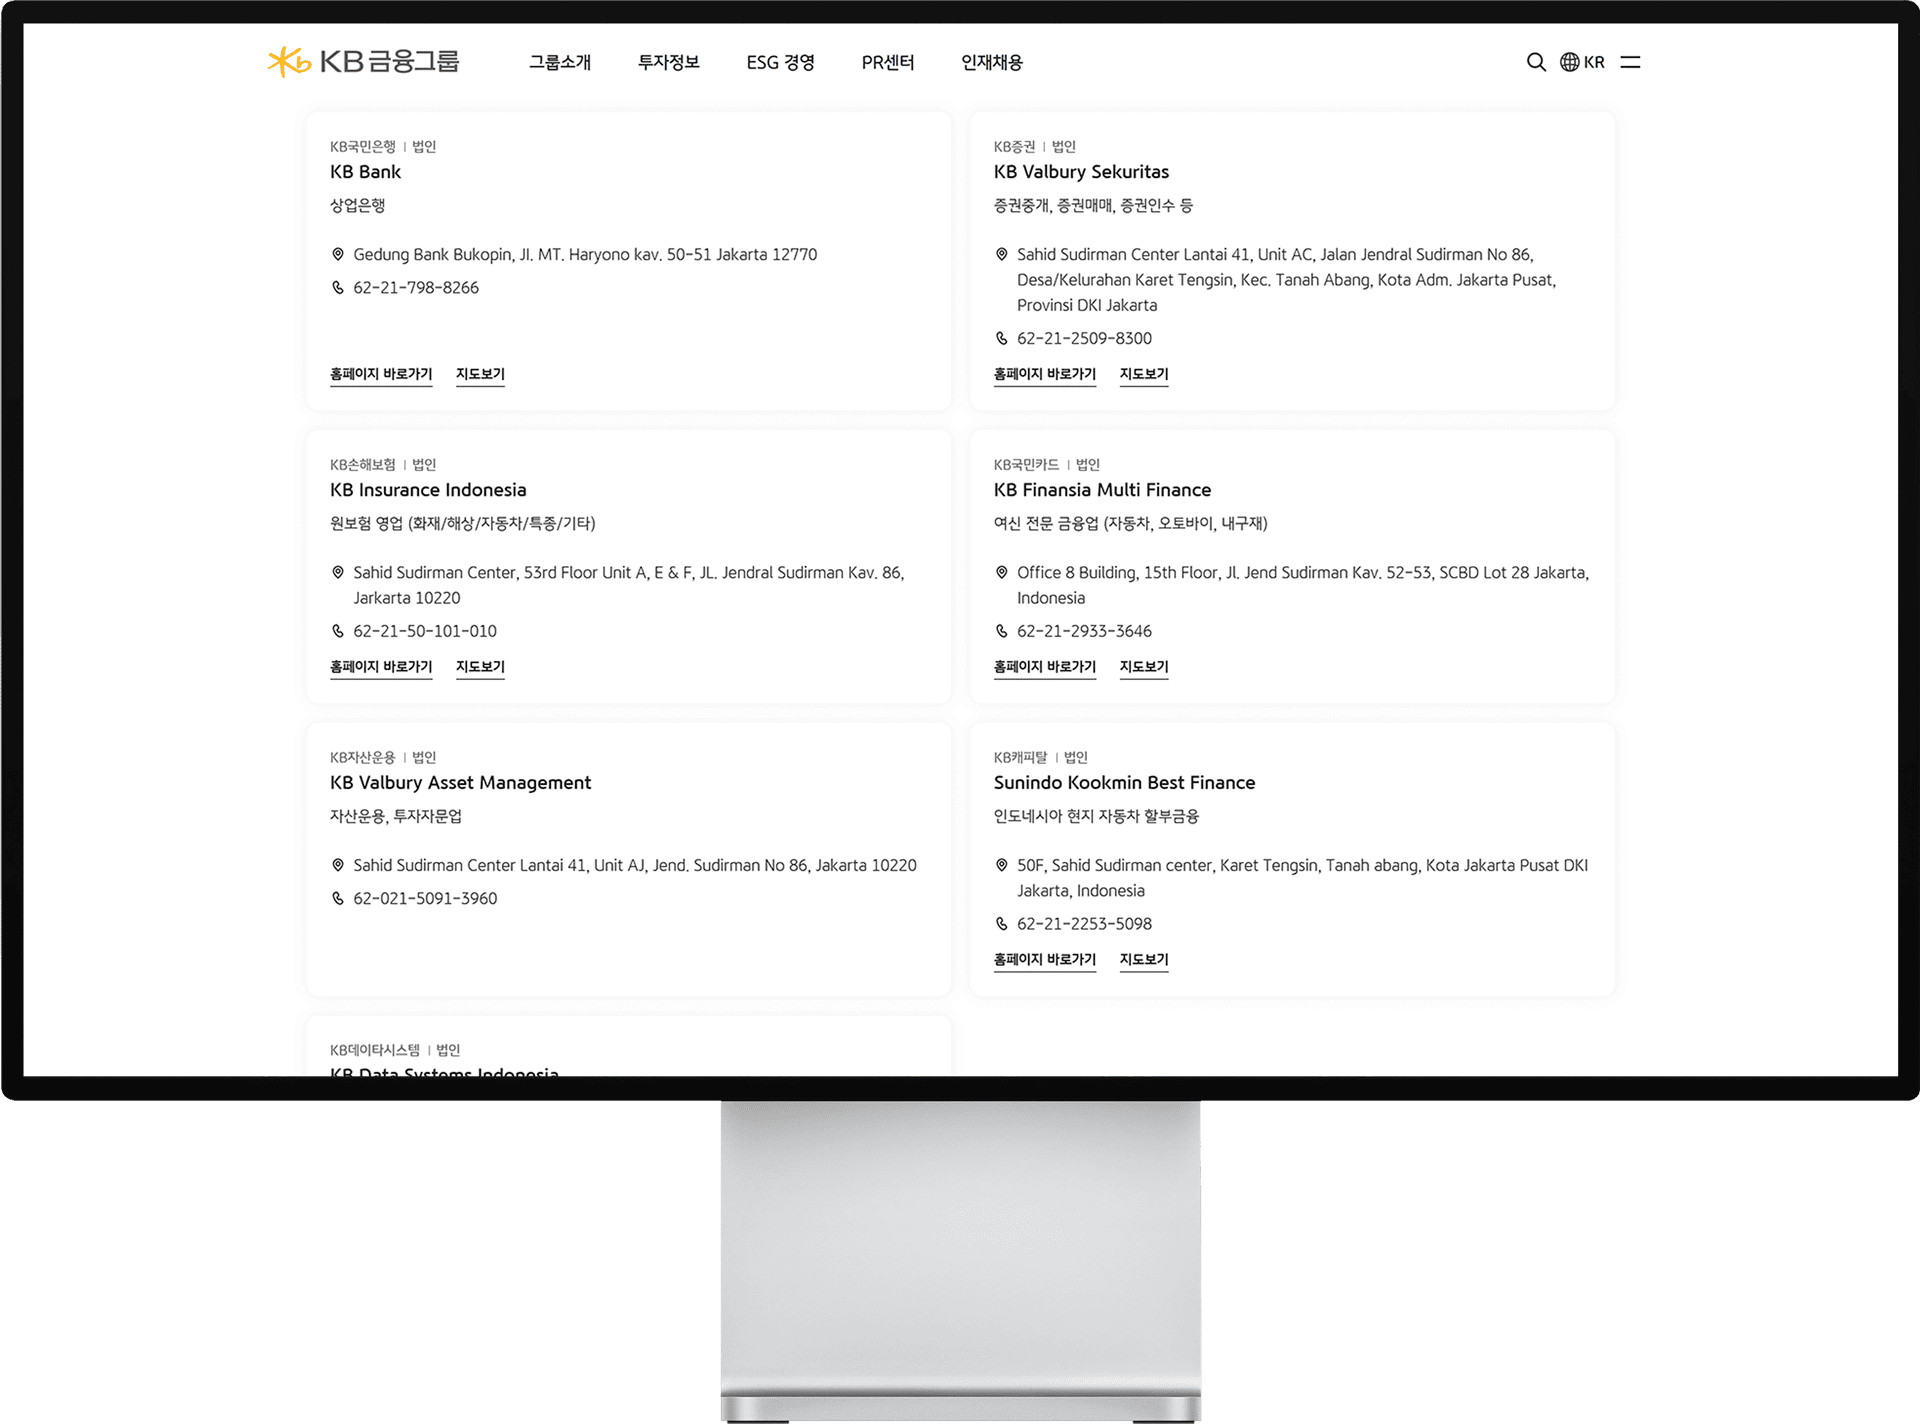 KB금융그룹
그룹소개
투자정보
ESG 경영
PR센터
인재채용
KR
KB국민은행 | 법인
KB Bank
상업은행
Gedung Bank Bukopin, Jl. MT. Haryono kav. 50-51 Jakarta 12770
62-21-798-8266
홈페이지 바로가기 지도보기
KB증권 | 법인
KB Valbury Sekuritas
증권중개, 증권매매, 증권인수 등
Sahid Sudirman Center Lantai 41, Unit AC, Jalan Jendral Sudirman No 86,
Desa/Kelurahan Karet Tengsin, Kec. Tanah Abang, Kota Adm. Jakarta Pusat,
Provinsi DKI Jakarta
62-21-2509-8300
홈페이지 바로가기 지도보기
KB손해보험 | 법인
KB Insurance Indonesia
원보험 영업 (화재/해상/자동차/특종/기타)
Sahid Sudirman Center, 53rd Floor Unit A, E & F, JL. Jendral Sudirman Kav. 86,
Jarkarta 10220
62-21-50-101-010
홈페이지 바로가기 지도보기
KB국민카드 | 법인
KB Finansia Multi Finance
여신 전문 금융업 (자동차, 오토바이, 내구재)
Office 8 Building, 15th Floor, Jl. Jend Sudirman Kav. 52-53, SCBD Lot 28 Jakarta,
Indonesia
62-21-2933-3646
홈페이지 바로가기 지도보기
KB자산운용 | 법인
KB Valbury Asset Management
자산운용, 투자자문업
Sahid Sudirman Center Lantai 41, Unit AJ, Jend. Sudirman No 86, Jakarta 10220
62-021-5091-3960
KB캐피탈 | 법인
Sunindo Kookmin Best Finance
인도네시아 현지 자동차 할부금융
50F, Sahid Sudirman center, Karet Tengsin, Tanah abang, Kota Jakarta Pusat DKI
Jakarta, Indonesia
62-21-2253-5098
홈페이지 바로가기 지도보기
KB데이타시스템 | 법인
KB Data Systems Indonesia